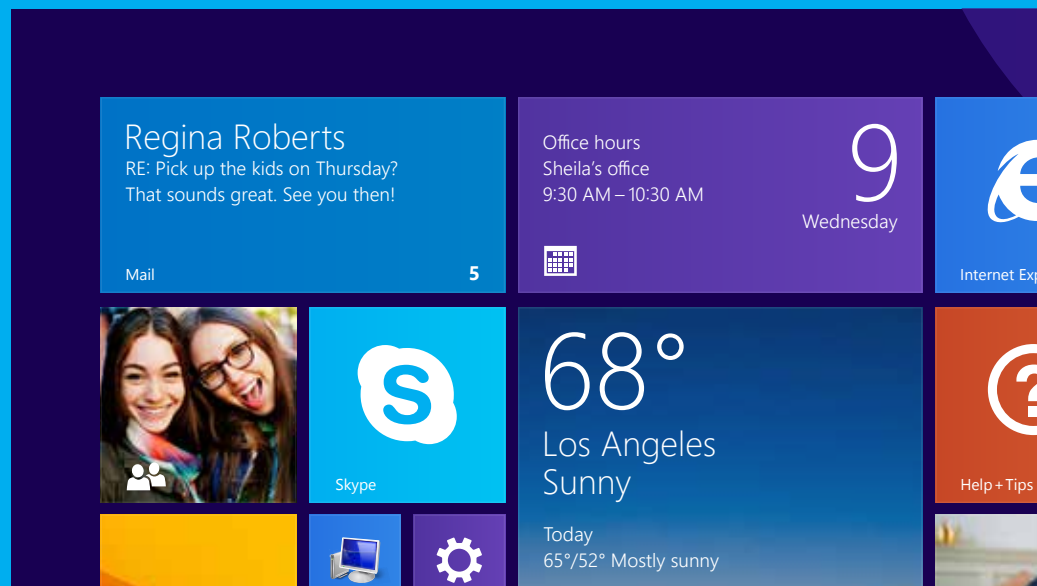 Regina Roberts
RE: Pick up the kids on Thursday?
That sounds great. See you then!
Mail
5
Office hours
Sheila's office
9:30 AM – 10:30 AM
9
Wednesday
Internet Exp
Skype
68°
Los Angeles
Sunny
Today
65°/52° Mostly sunny
Help+Tips